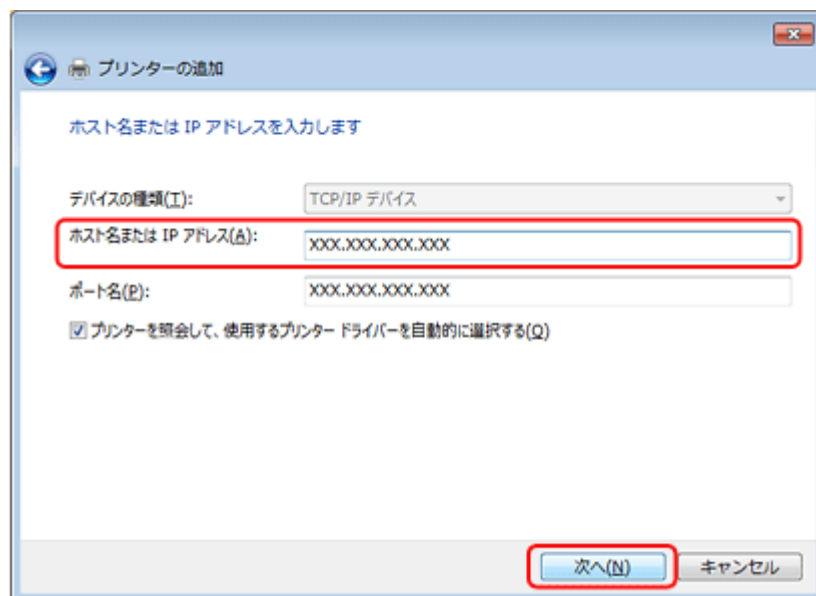 プリンターの追加
ホスト名または IP アドレスを入力します
デバイスの種類(T): TCP/IP デバイス
ホスト名または IP アドレス(A): XXX.XXX.XXX.XXX
ポート名(P): XXX.XXX.XXX.XXX
プリンターを照会して、使用するプリンター ドライバーを自動的に選択する(Q)
次へ(N) キャンセル